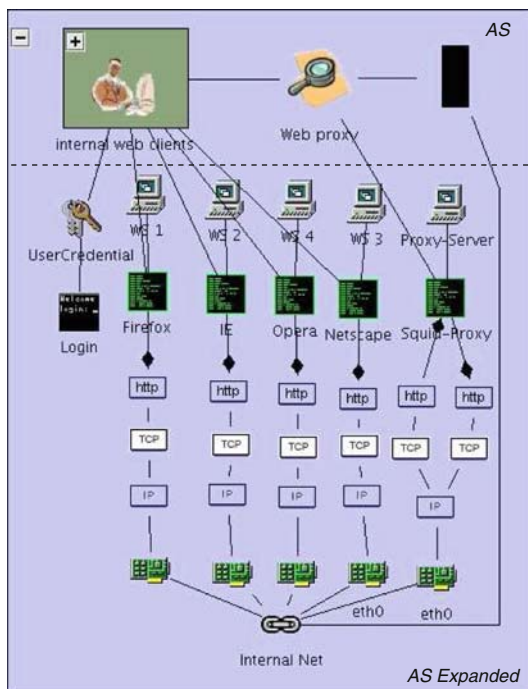 AS
internal web clients
Web proxy
WS 1
WS 2
WS 4
WS 3
Proxy-Server
UserCredential
Welcome
login:
Login
Firefox
IE
Opera
Netscape
Squid-Proxy
http
http
http
http
http
http
TCP
TCP
TCP
TCP
TCP
TCP
IP
IP
IP
IP
IP
eth0
eth0
Internal Net
AS Expanded